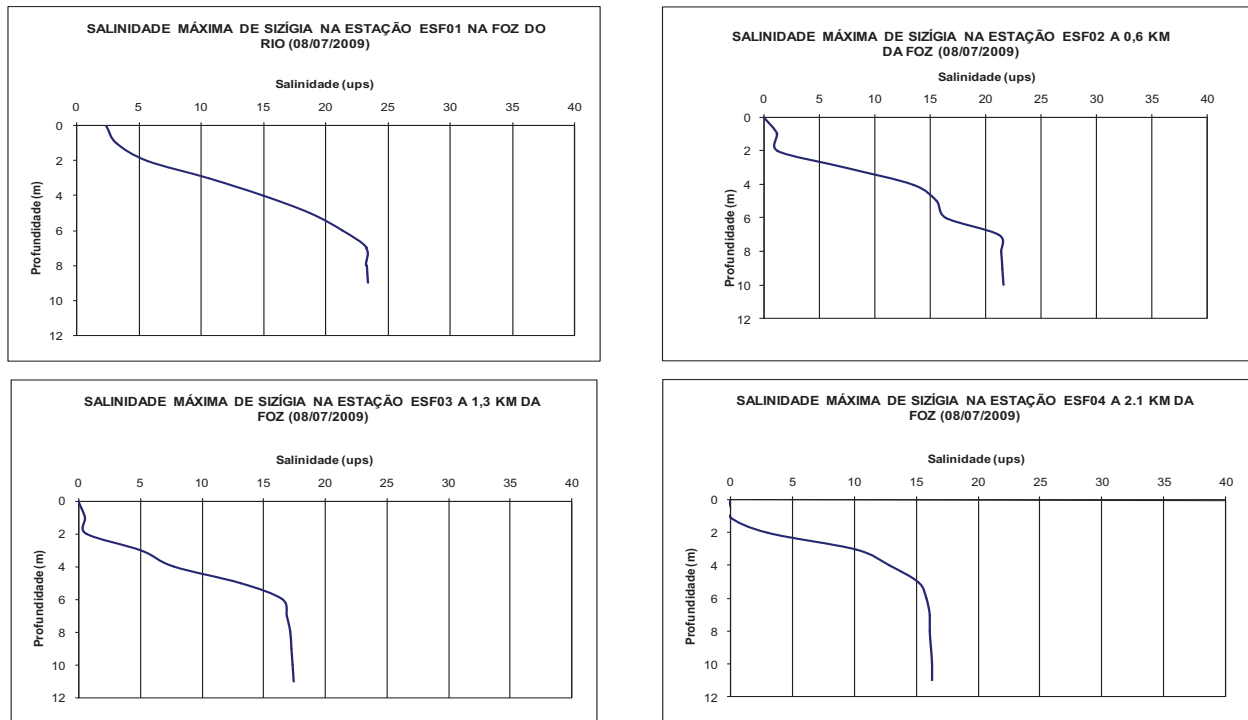 SALINIDADE MÁXIMA DE SIZÍGIA NA ESTAÇÃO ESF01 NA FOZ DO
RIO (08/07/2009)
Salinidade (ups)
0 5 10 15 20 25 30 35 40
Profundidade (m)
0
2
4
6
8
10
12
SALINIDADE MÁXIMA DE SIZÍGIA NA ESTAÇÃO ESF02 A 0,6 KM
DA FOZ (08/07/2009)
Salinidade (ups)
0 5 10 15 20 25 30 35 40
Profundidade (m)
0
2
4
6
8
10
12
SALINIDADE MÁXIMA DE SIZÍGIA NA ESTAÇÃO ESF03 A 1,3 KM DA
FOZ (08/07/2009)
Salinidade (ups)
0 5 10 15 20 25 30 35 40
Profundidade (m)
0
2
4
6
8
10
12
SALINIDADE MÁXIMA DE SIZÍGIA NA ESTAÇÃO ESF04 A 2.1 KM DA
FOZ (08/07/2009)
Salinidade (ups)
0 5 10 15 20 25 30 35 40
Profundidade (m)
0
2
4
6
8
10
12